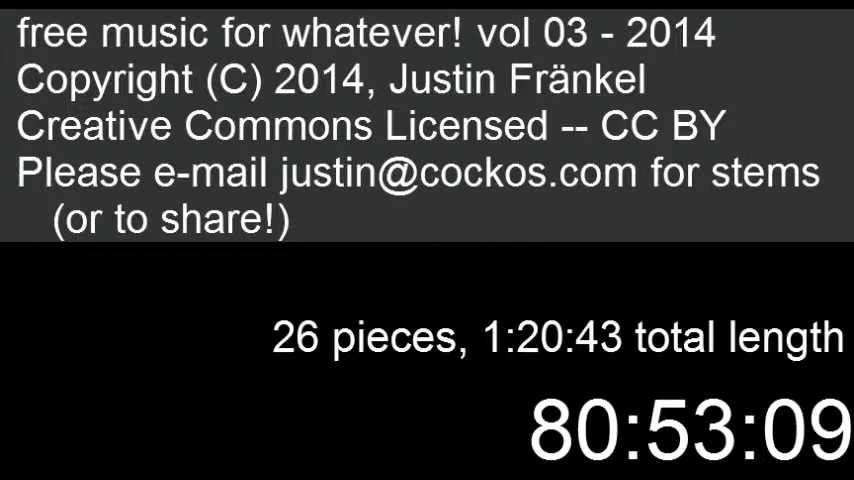 free music for whatever! vol 03 - 2014
Copyright (C) 2014, Justin Fränkel
Creative Commons Licensed -- CC BY
Please e-mail justin@cockos.com for stems
(or to share!)
26 pieces, 1:20:43 total length
80:53:09